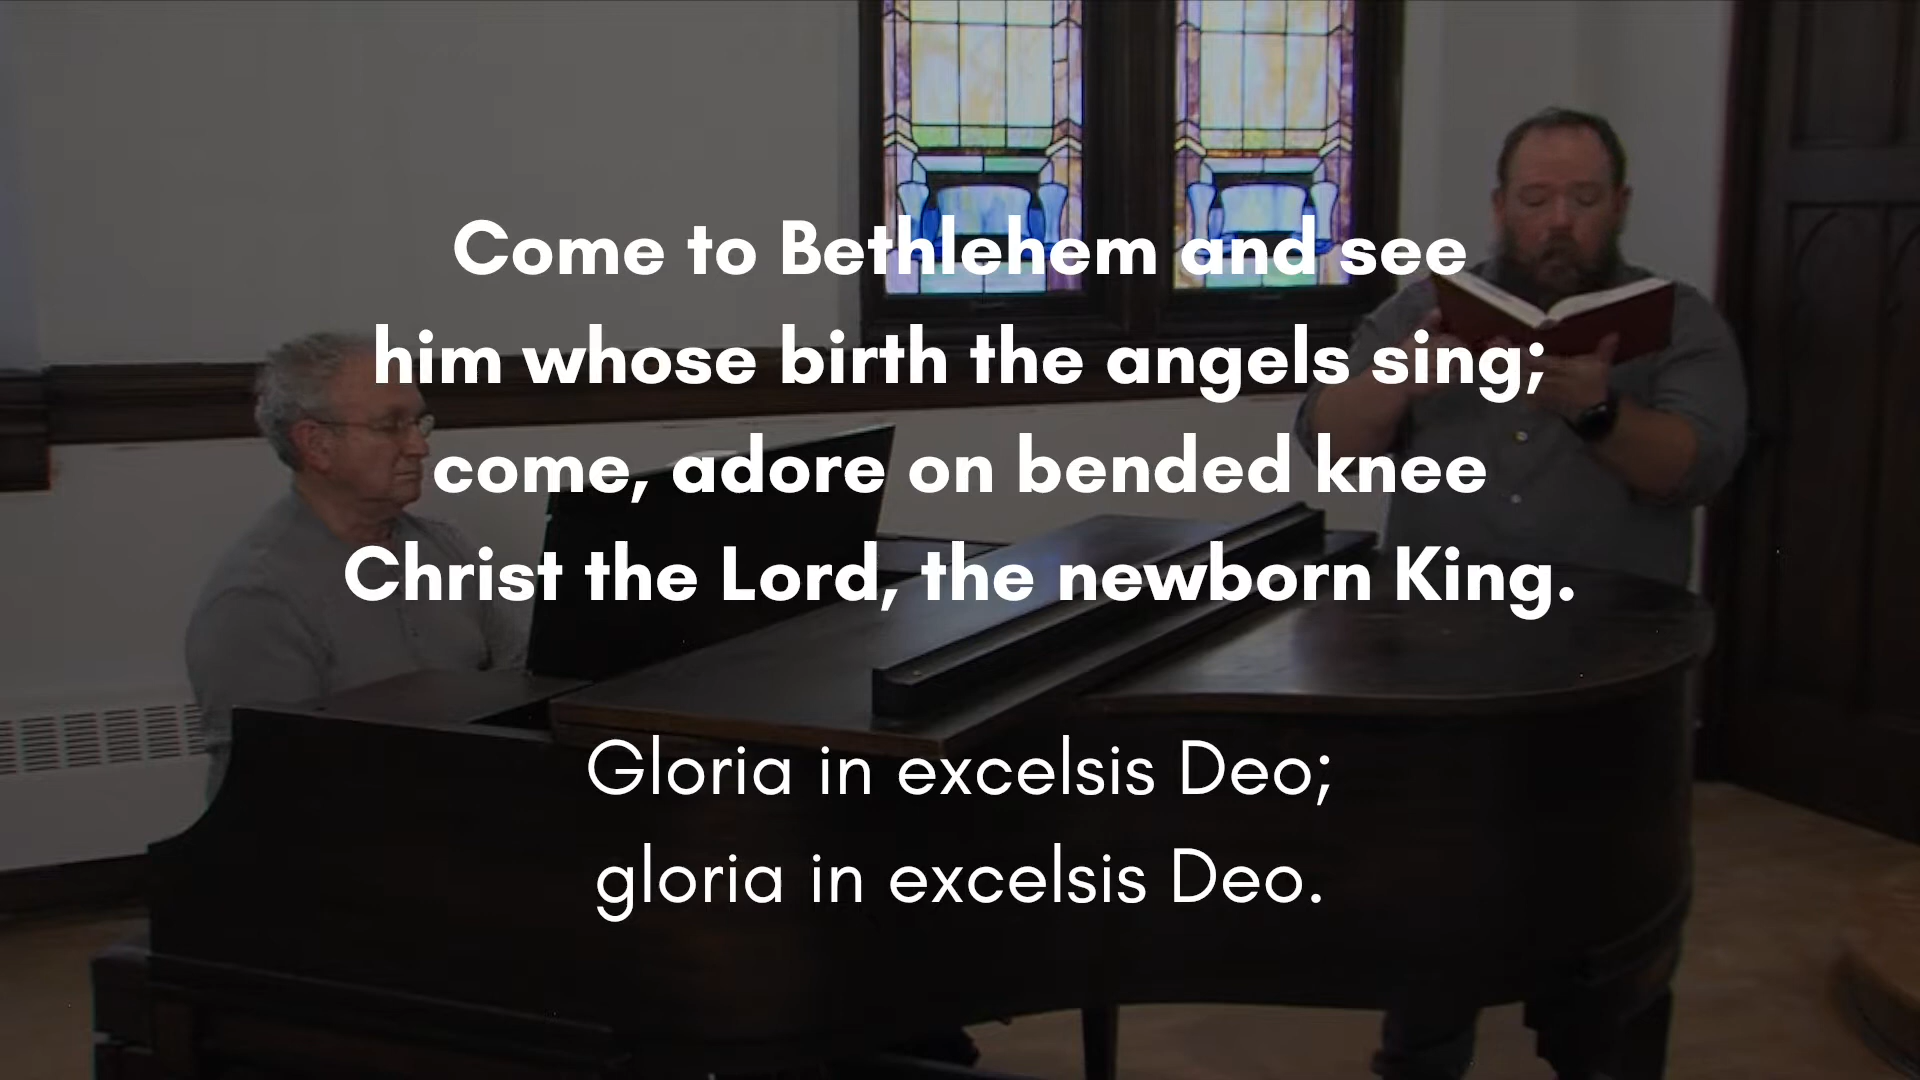 Come to Bethlehem and see
him whose birth the angels sing;
come, adore on bended knee
Christ the Lord, the newborn King.
Gloria in excelsis Deo;
gloria in excelsis Deo.